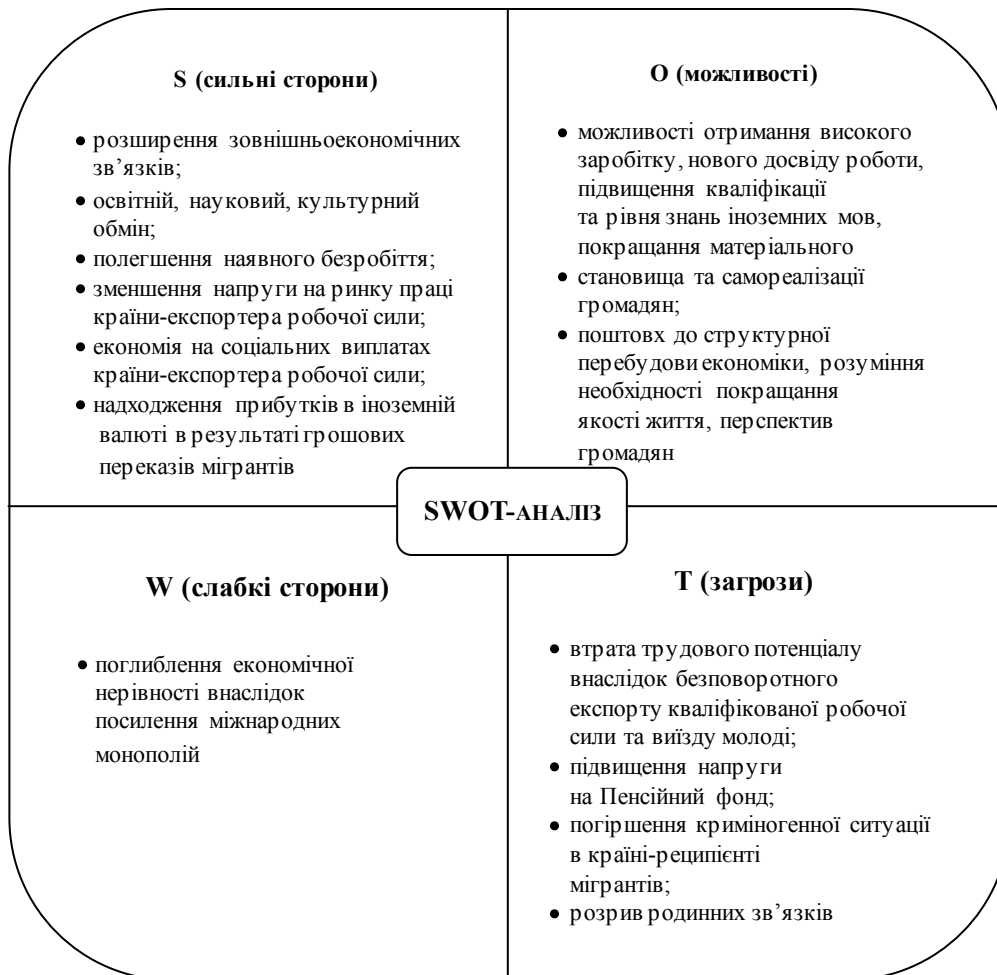 S (сильні сторони)
• розширення зовнішньоекономічних
зв’язків;
• освітній, науковий, культурний
обмін;
• полегшення наявного безробіття;
• зменшення напруги на ринку праці
країни-експортера робочої сили;
• економія на соціальних виплатах
країни-експортера робочої сили;
• надходження прибутків в іноземній
валюті в результаті грошових
переказів мігрантів
О (можливості)
• можливості отримання високого
заробітку, нового досвіду роботи,
підвищення кваліфікації
та рівня знань іноземних мов,
покращання матеріального
• становища та самореалізації
громадян;
• поштовх до структурної
перебудови економіки, розуміння
необхідності покращання
якості життя, перспектив
громадян
SWOT-АНАЛІЗ
W (слабкі сторони)
• поглиблення економічної
нерівності внаслідок
посилення міжнародних
монополій
Т (загрози)
• втрата трудового потенціалу
внаслідок безповоротного
експорту кваліфікованої робочої
сили та виїзду молоді;
• підвищення напруги
на Пенсійний фонд;
• погіршення криміногенної ситуації
в країні-реципієнті
мігрантів;
• розрив родинних зв’язків